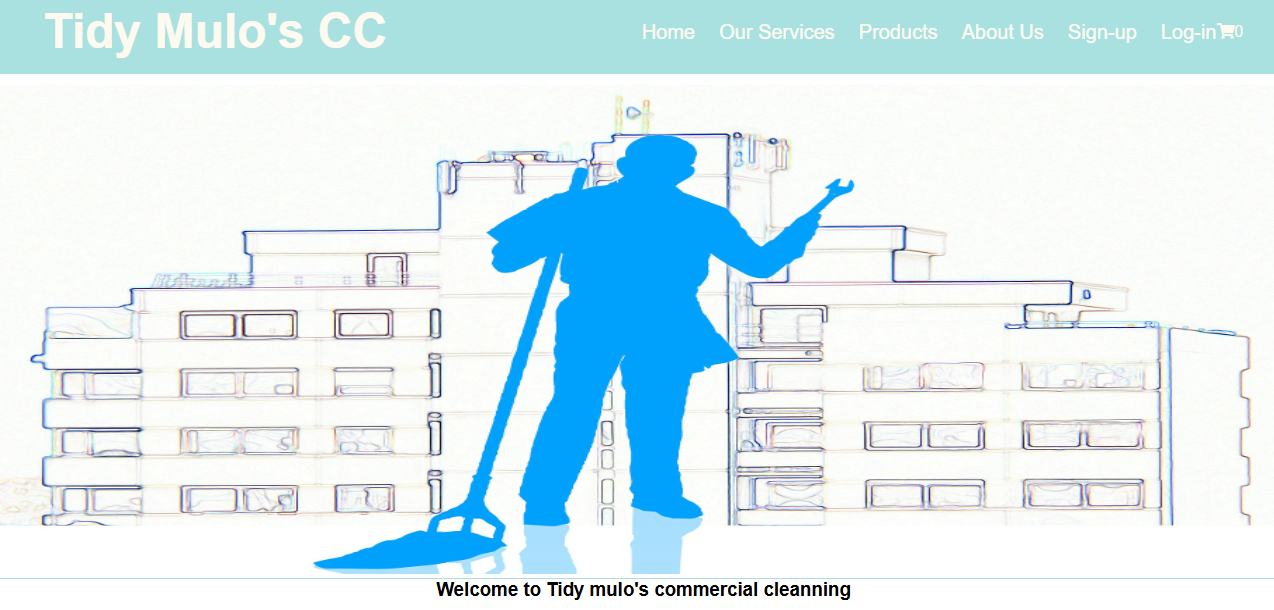 Tidy Mulo's CC
Home Our Services Products About Us Sign-up Log-in 0
Welcome to Tidy mulo's commercial cleanning